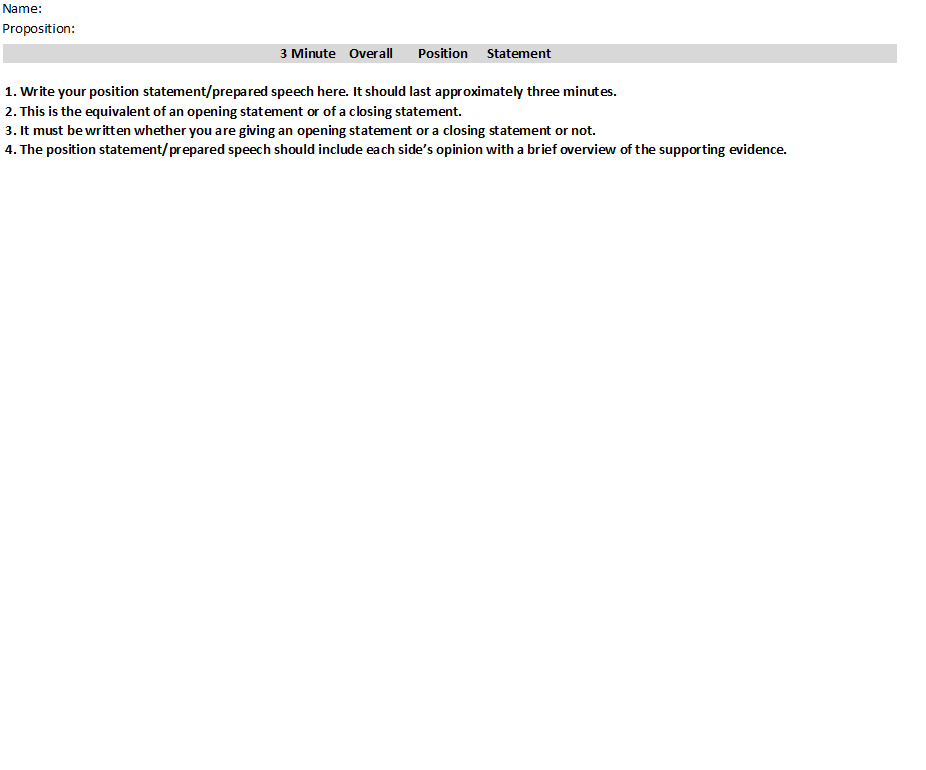 Name:
Proposition:
3 Minute Overall Position Statement
1. Write your position statement/prepared speech here. It should last approximately three minutes.
2. This is the equivalent of an opening statement or of a closing statement.
3. It must be written whether you are giving an opening statement or a closing statement or not.
4. The position statement/prepared speech should include each side’s opinion with a brief overview of the supporting evidence.